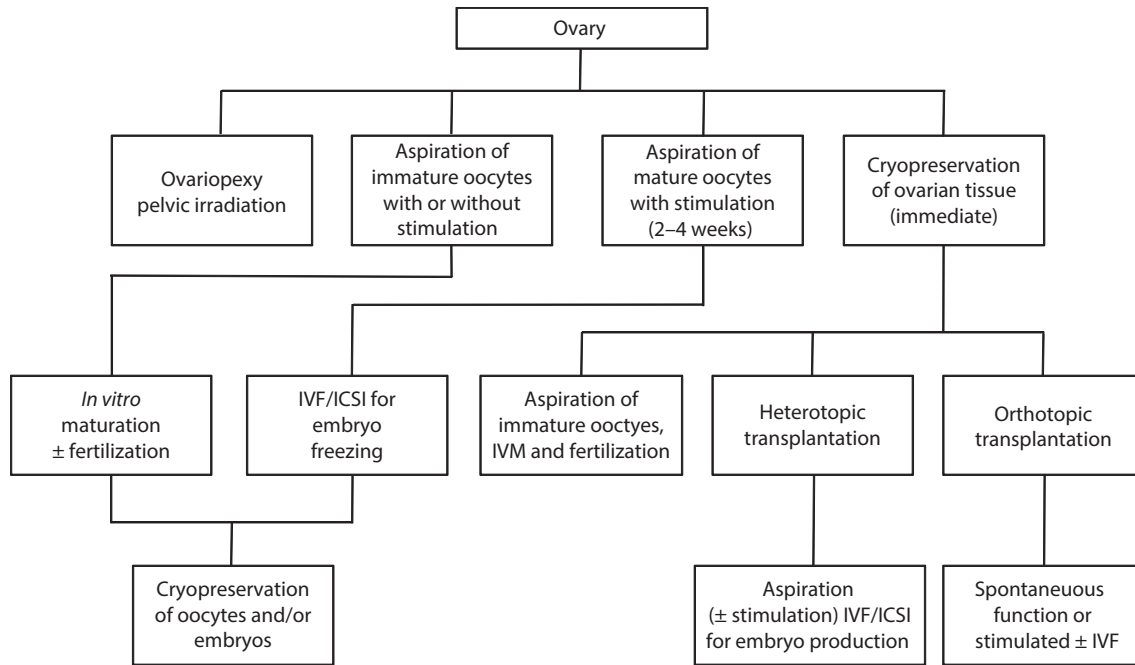 Ovary
Ovariopexy
pelvic irradiation
Aspiration of
immature oocytes
with or without
stimulation
Aspiration of
mature oocytes
with stimulation
(2–4 weeks)
Cryopreservation
of ovarian tissue
(immediate)
In vitro
maturation
± fertilization
IVF/ICSI for
embryo
freezing
Aspiration of
immature ooctyes,
IVM and fertilization
Heterotopic
transplantation
Orthotopic
transplantation
Cryopreservation
of oocytes and/or
embryos
Aspiration
(± stimulation) IVF/ICSI
for embryo production
Spontaneuous
function or
stimulated ± IVF